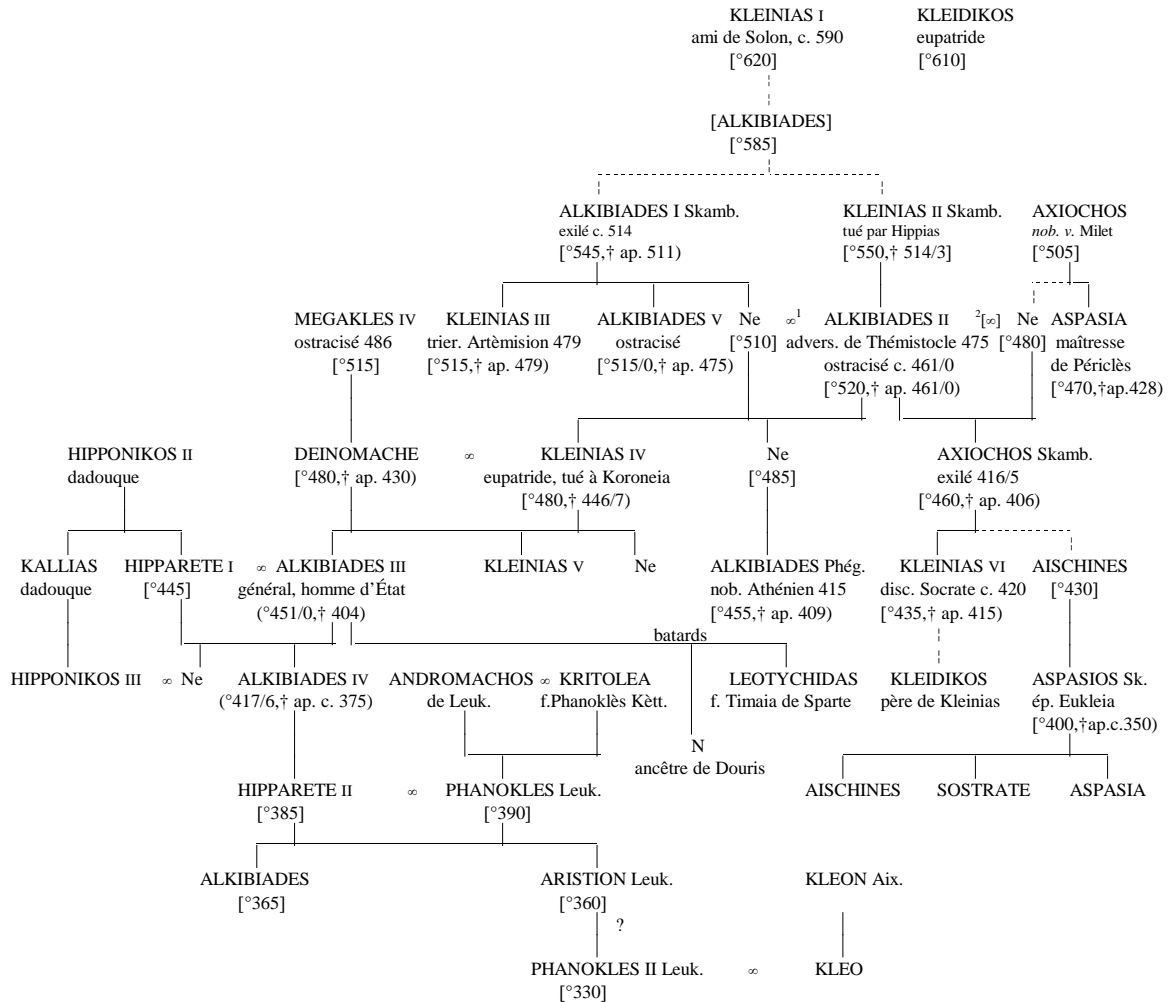 KLEINIAS I KLEIDIKOS
ami de Solon, c. 590 eupatride
[°620] [°610]
[ALKIBIADES]
[°585]
ALKIBIADES I Skamb. KLEINIAS II Skamb. AXIOCHOS
exilé c. 514 tué par Hippias nob. v. Milet
[°545,† ap. 511) [°550,† 514/3] [°505]
MEGAKLES IV KLEINIAS III ALKIBIADES V Ne ∞1 ALKIBIADES II 2[∞] Ne ASPASIA
ostracisé 486 trier. Artèmision 479 ostracisé [°510] advers. de Thémistocle 475 [°480] maîtresse
[°515] [°515,† ap. 479) [°515/0,† ap. 475) ostracisé c. 461/0 de Périclès
[°520,† ap. 461/0) [°470,†ap.428)
HIPPONIKOS II DEINOMACHE ∞ KLEINIAS IV Ne AXIOCHOS Skamb.
dadouque [°480,† ap. 430) eupatride, tué à Koroneia [°485] exilé 416/5
[°480,† 446/7) [°460,† ap. 406)
KALLIAS HIPPARETE I ∞ ALKIBIADES III KLEINIAS V Ne ALKIBIADES Phég. KLEINIAS VI AISCHINES
dadouque [°445] général, homme d’État nob. Athénien 415 disc. Socrate c. 420 [°430]
(°451/0,† 404) [°455,† ap. 409) [°435,† ap. 415)
batards
HIPPONIKOS III ∞ Ne ALKIBIADES IV ANDROMACHOS ∞ KRITOLEA LEOTYCHIDAS KLEIDIKOS ASPASIOS Sk.
(°417/6,† ap. c. 375) de Leuk. f.Phanoklès Kètt. f. Timaia de Sparte père de Kleinias ép. Eukleia
[°400,†ap.c.350)
N
ancêtre de Douris
HIPPARETE II ∞ PHANOKLES Leuk. AISCHINES SOSTRATE ASPASIA
[°385] [°390]
ALKIBIADES ARISTION Leuk. KLEON Aix.
[°365] [°360]
?
PHANOKLES II Leuk. ∞ KLEO
[°330]